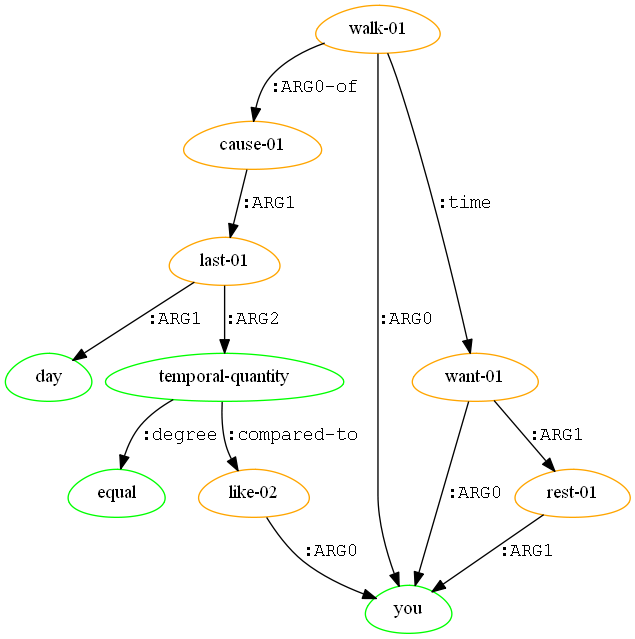 walk-01
:ARG0-of
cause-01
:ARG1
:time
last-01
:ARG1
:ARG2
:ARG0
day
temporal-quantity
want-01
:degree
:compared-to
:ARG1
equal
like-02
:ARG0
rest-01
:ARG0
:ARG1
you